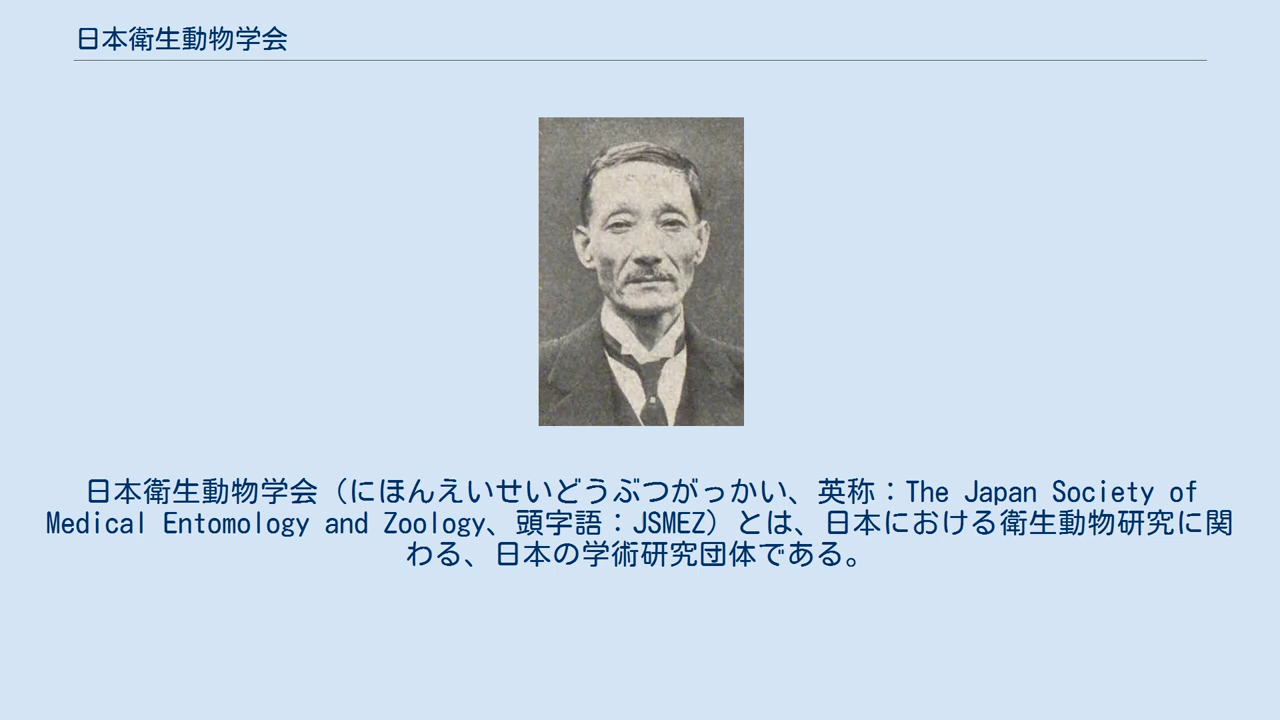 日本衛生動物学会
日本衛生動物学会（にほんえいせいどうぶつがっかい、英称：The Japan Society of
Medical Entomology and Zoology、頭字語：JSMEZ）とは、日本における衛生動物研究に関
わる、日本の学術研究団体である。